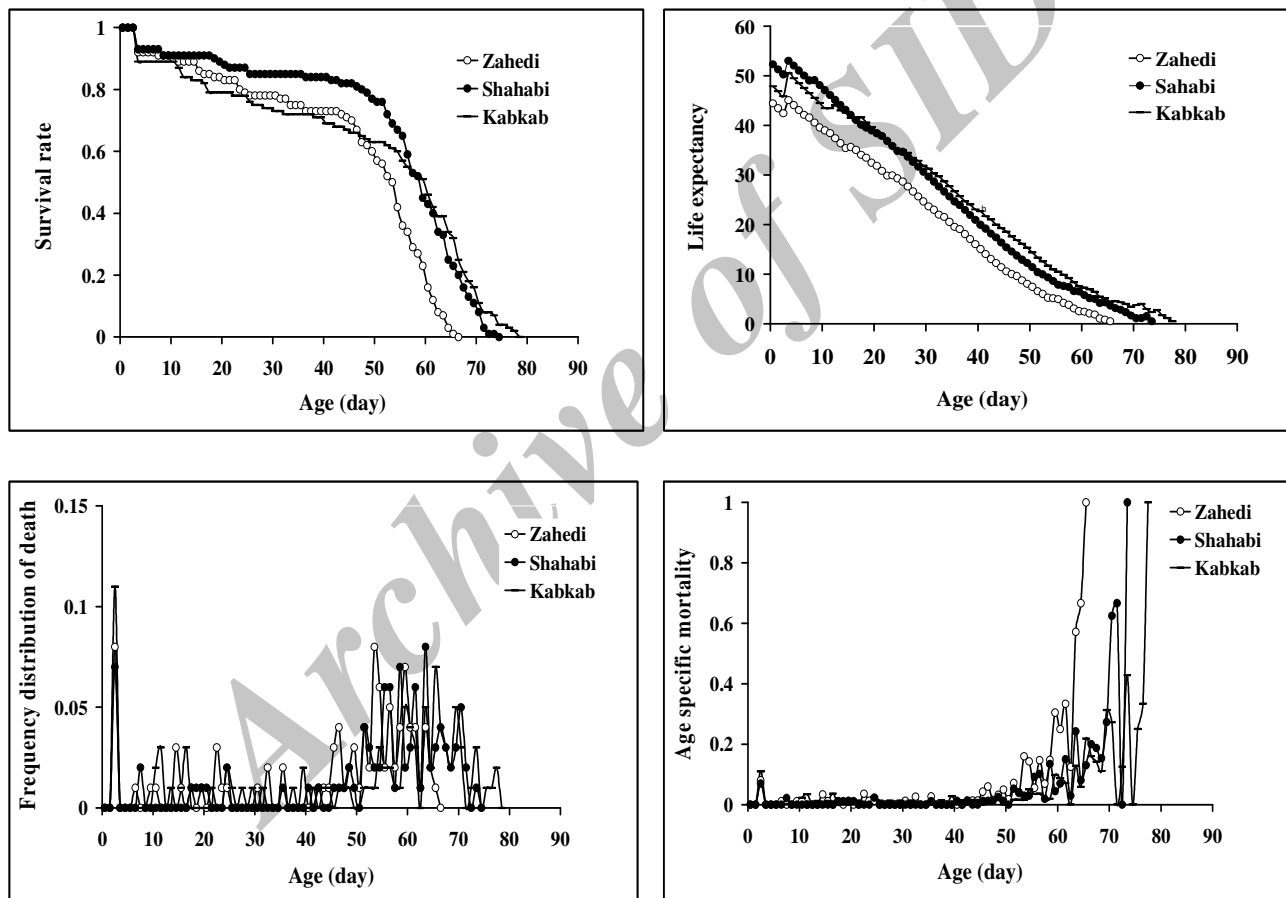 Survival rate
1
0.8
0.6
0.4
0.2
0
0 10 20 30 40 50 60 70 80 90
Age (day)
Zahedi
Shahabi
Kabkab
Life expectancy
60
50
40
30
20
10
0
0 10 20 30 40 50 60 70 80 90
Age (day)
Zahedi
Sahabi
Kabkab
Frequency distribution of death
0.15
0.1
0.05
0
0 10 20 30 40 50 60 70 80 90
Age (day)
Zahedi
Shahabi
Kabkab
Age specific mortality
1
0.8
0.6
0.4
0.2
0
0 10 20 30 40 50 60 70 80 90
Age (day)
Zahedi
Shahabi
Kabkab
Archive of SID